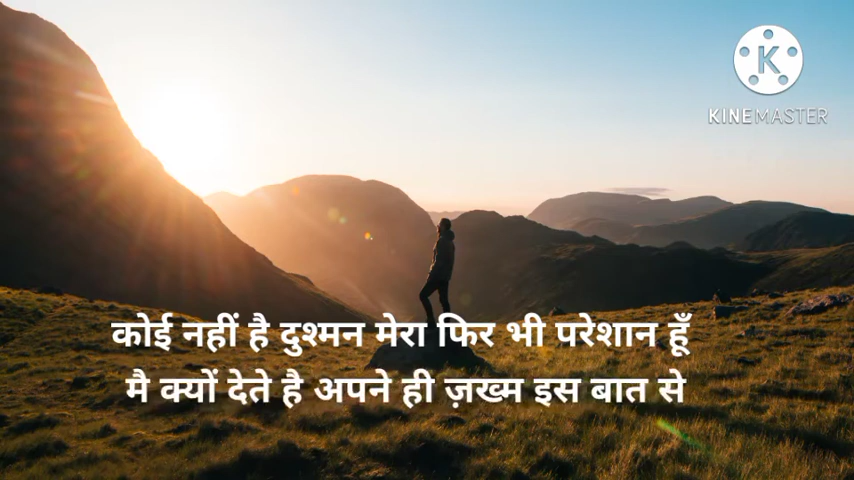 KINEMASTER
कोई नहीं है दुश्मन मेरा फिर भी परेशान हूँ
मै क्यों देते है अपने ही ज़ख्म इस बात से